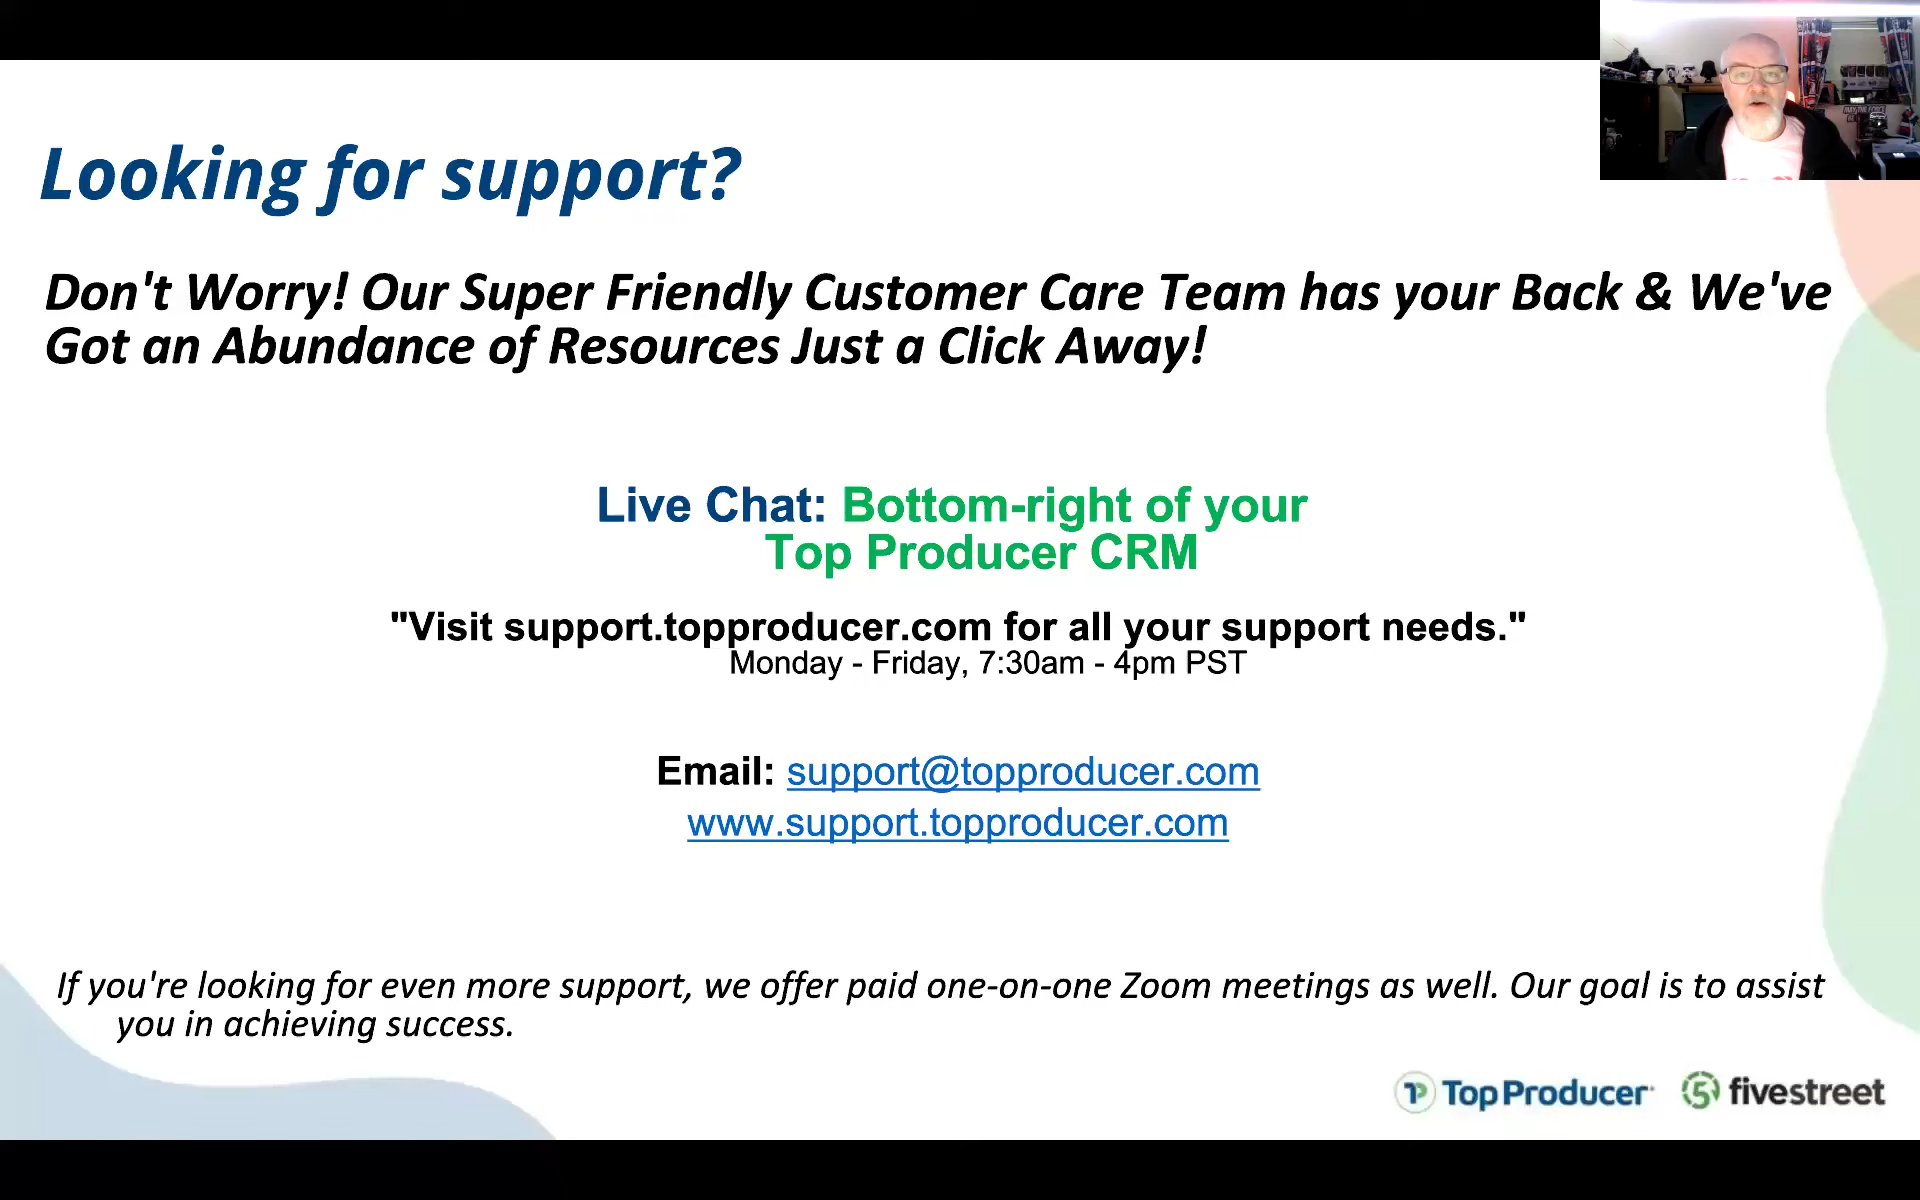 Looking for support?
Don't Worry! Our Super Friendly Customer Care Team has your Back & We've
Got an Abundance of Resources Just a Click Away!
Live Chat: Bottom-right of your
Top Producer CRM
"Visit support.topproducer.com for all your support needs."
Monday - Friday, 7:30am - 4pm PST
Email: support@topproducer.com
www.support.topproducer.com
If you're looking for even more support, we offer paid one-on-one Zoom meetings as well. Our goal is to assist
you in achieving success.
Top Producer
5 fivestreet